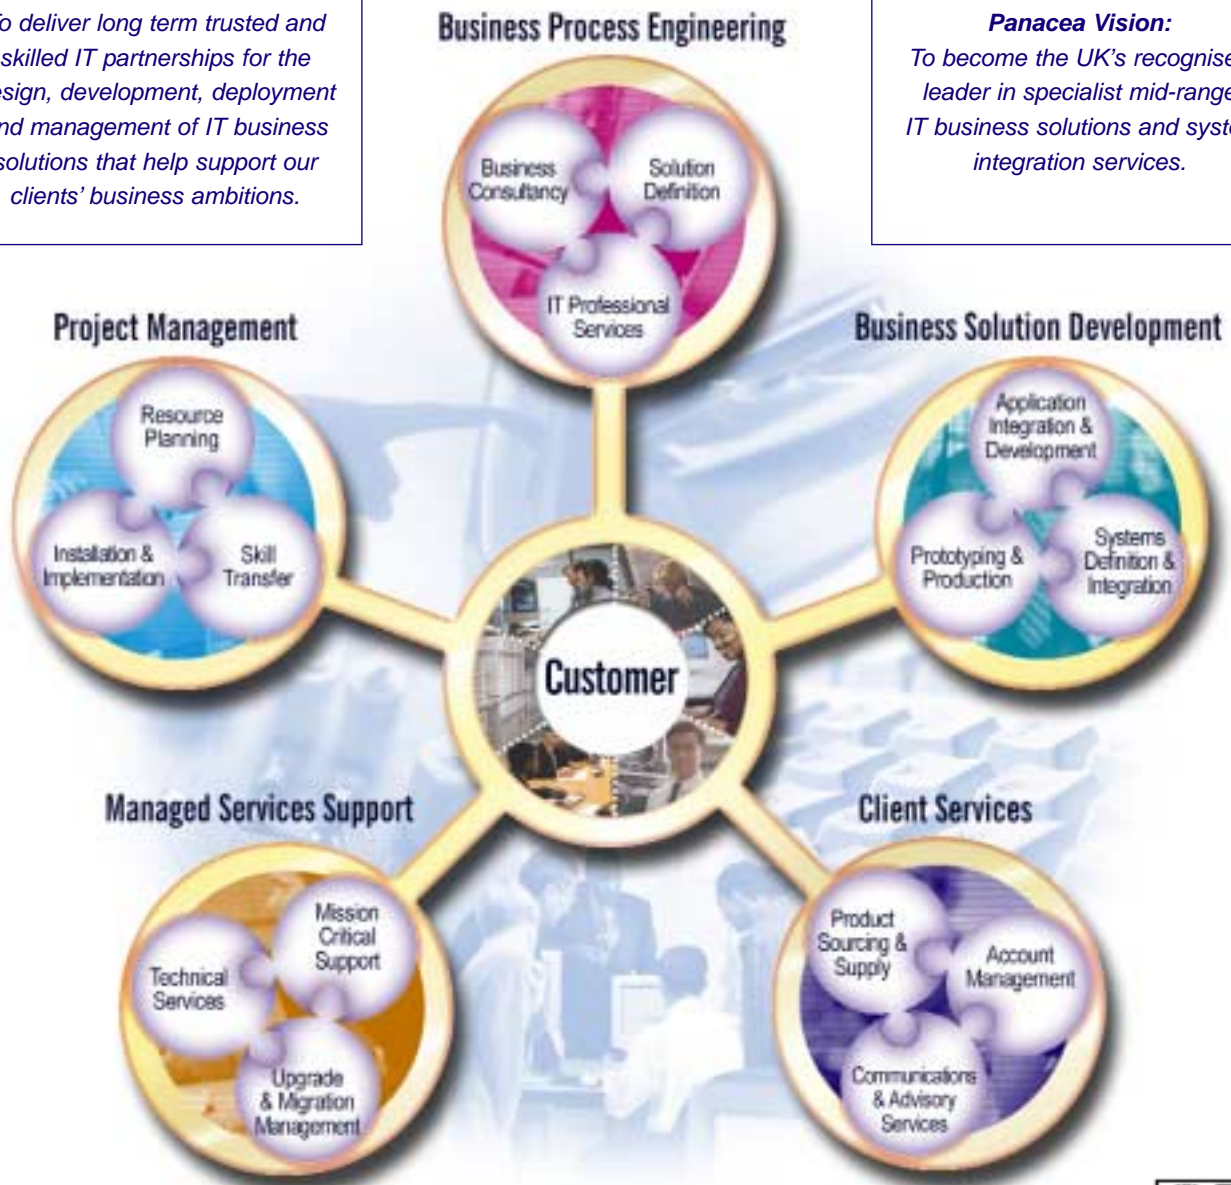 To deliver long term trusted and
skilled IT partnerships for the
design, development, deployment
and management of IT business
solutions that help support our
clients' business ambitions.
Business Process Engineering
Panacea Vision:
To become the UK's recognise
leader in specialist mid-range
IT business solutions and syste
integration services.
Business
Consultancy
Solution
Definition
IT Professional
Services
Project Management
Resource
Planning
Installation &
Implementation
Skill
Transfer
Business Solution Development
Application
Integration &
Development
Prototyping &
Production
Systems
Definition &
Integration
Customer
Managed Services Support
Mission
Critical
Support
Technical
Services
Upgrade
& Migration
Management
Client Services
Product
Sourcing &
Supply
Account
Management
Communications
& Advisory
Services